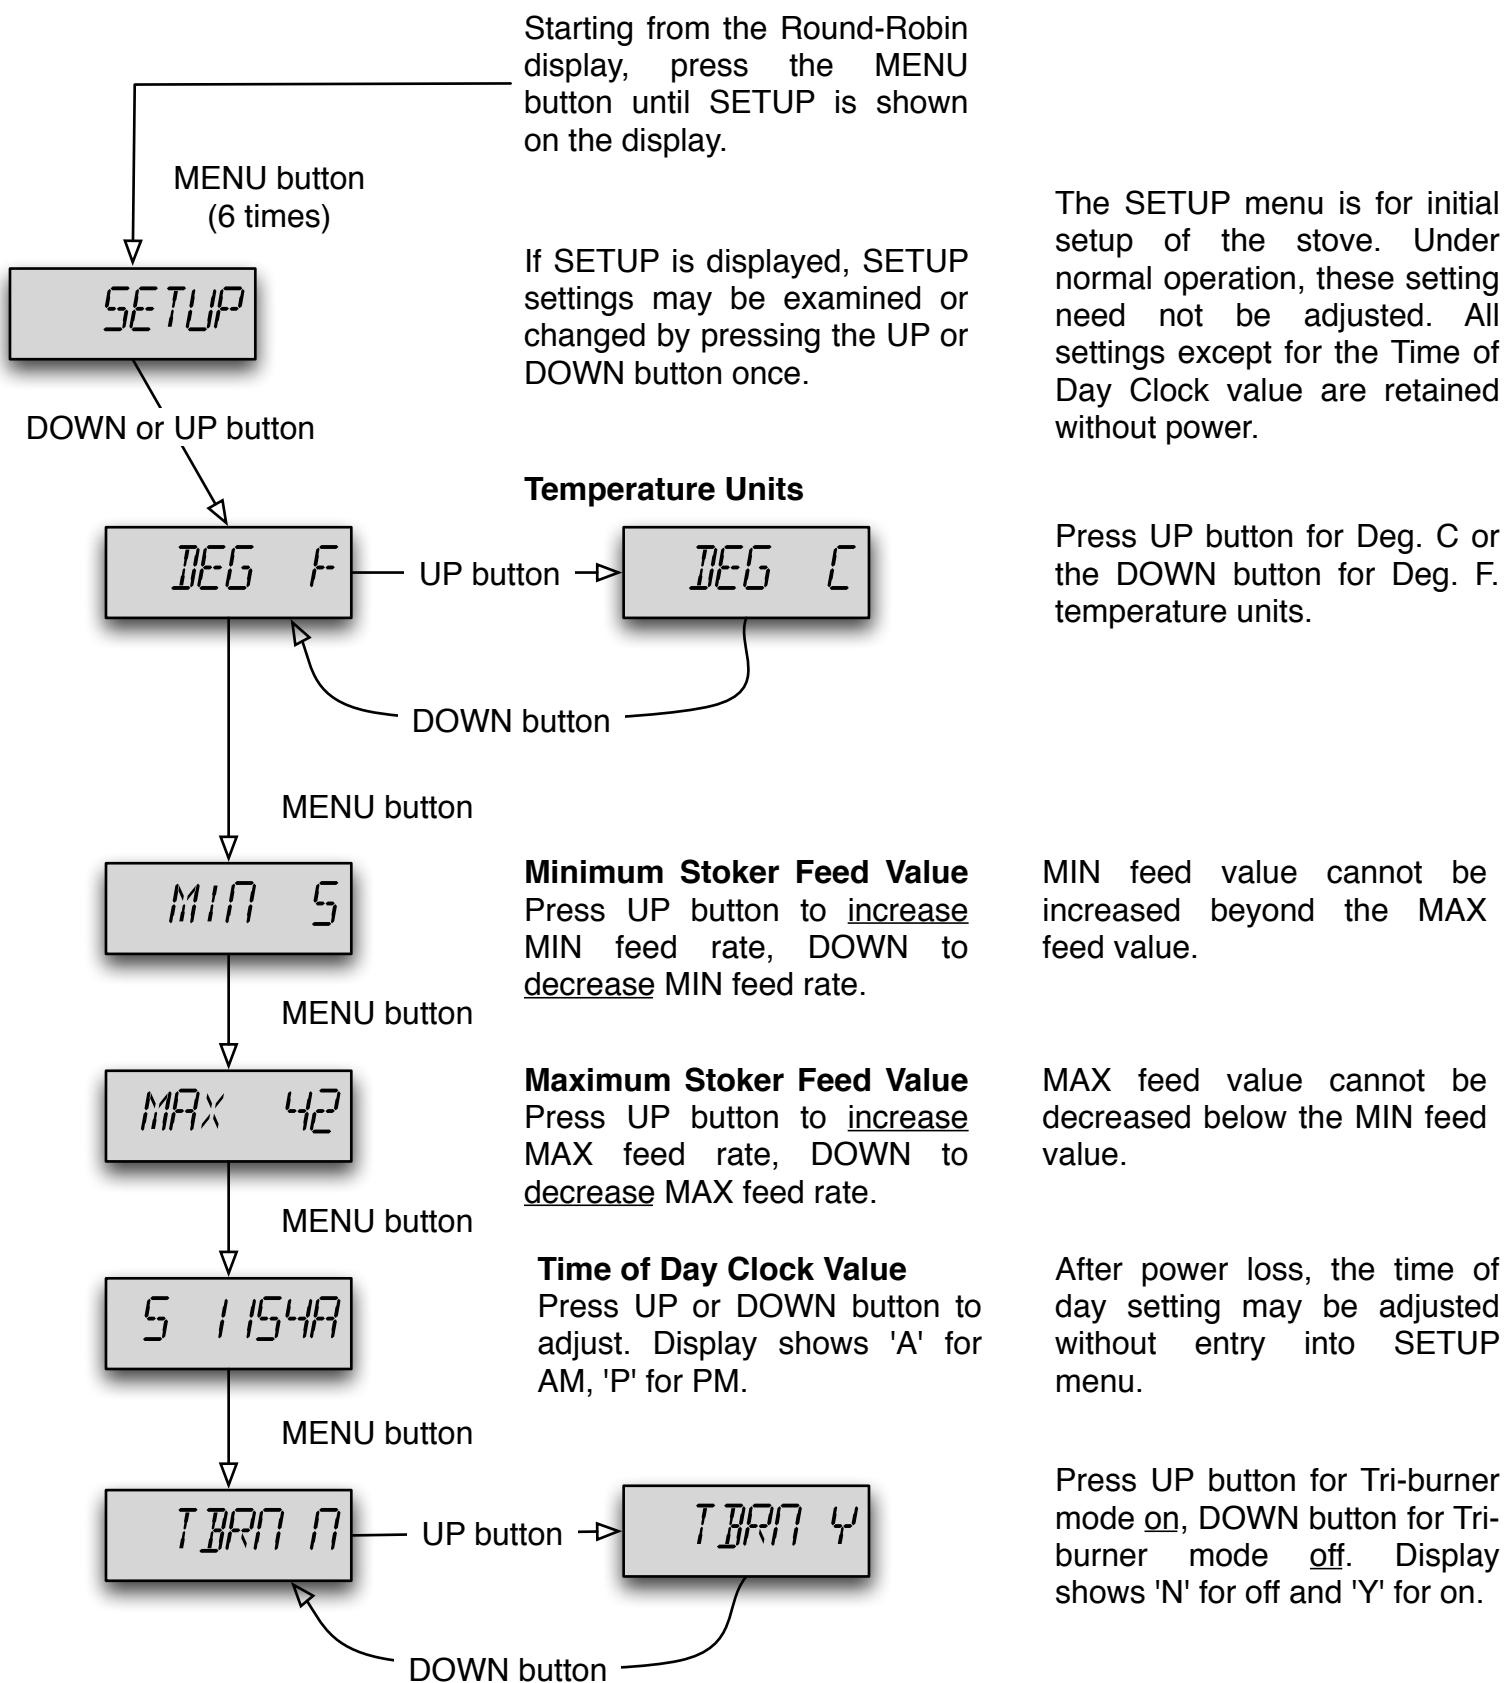 Starting from the Round-Robin
display, press the MENU
button until SETUP is shown
on the display.
MENU button
(6 times)
SETUP
If SETUP is displayed, SETUP
settings may be examined or
changed by pressing the UP or
DOWN button once.
The SETUP menu is for initial
setup of the stove. Under
normal operation, these setting
need not be adjusted. All
settings except for the Time of
Day Clock value are retained
without power.
DOWN or UP button
Temperature Units
DEG F
UP button
DEG C
DOWN button
Press UP button for Deg. C or
the DOWN button for Deg. F.
temperature units.
MENU button
MIN 5
Minimum Stoker Feed Value
Press UP button to increase
MIN feed rate, DOWN to
decrease MIN feed rate.
MIN feed value cannot be
increased beyond the MAX
feed value.
MENU button
MAX 42
Maximum Stoker Feed Value
Press UP button to increase
MAX feed rate, DOWN to
decrease MAX feed rate.
MAX feed value cannot be
decreased below the MIN feed
value.
MENU button
S 1154A
Time of Day Clock Value
Press UP or DOWN button to
adjust. Display shows 'A' for
AM, 'P' for PM.
After power loss, the time of
day setting may be adjusted
without entry into SETUP
menu.
MENU button
TBRN N
UP button
TBRN Y
DOWN button
Press UP button for Tri-burner
mode on, DOWN button for Tri-
burner mode off. Display
shows 'N' for off and 'Y' for on.